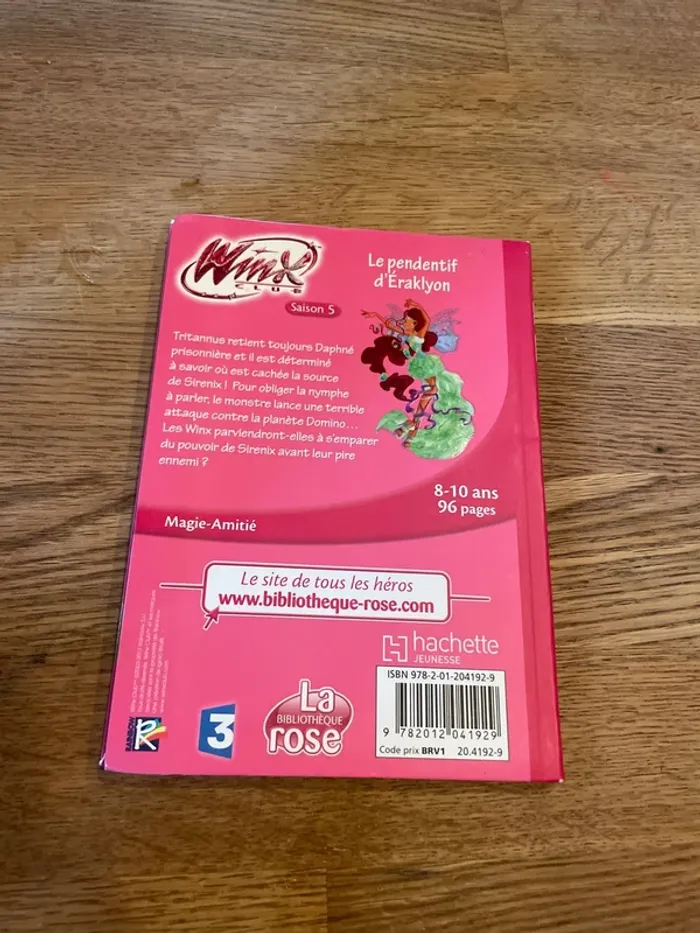 Winx
CLUB
Saison 5
Le pendentif
d'Éraklyon
Tritannus retient toujours Daphné
prisonnière et il est déterminé
à savoir où est cachée la source
de Sirenix ! Pour obliger la nymphe
à parler, le monstre lance une terrible
attaque contre la planète Domino...
Les Winx parviendront-elles à s'emparer
du pouvoir de Sirenix avant leur pire
ennemi ?
8-10 ans
96 pages
Magie-Amitié
Le site de tous les héros
www.bibliotheque-rose.com
hachette
JEUNESSE
ISBN 978-2-01-204192-9
9 782012 041929
Code prix BRV1 20.4192-9
La
BIBLIOTHÈQUE
rose
3
RAINBOW